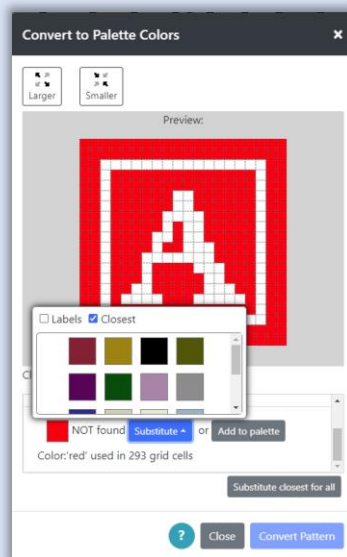 Convert to Palette Colors ×
Larger Smaller
Preview:
A
Labels Closest
NOT found Substitute or Add to palette
Color:'red' used in 293 grid cells
Substitute closest for all
? Close Convert Pattern